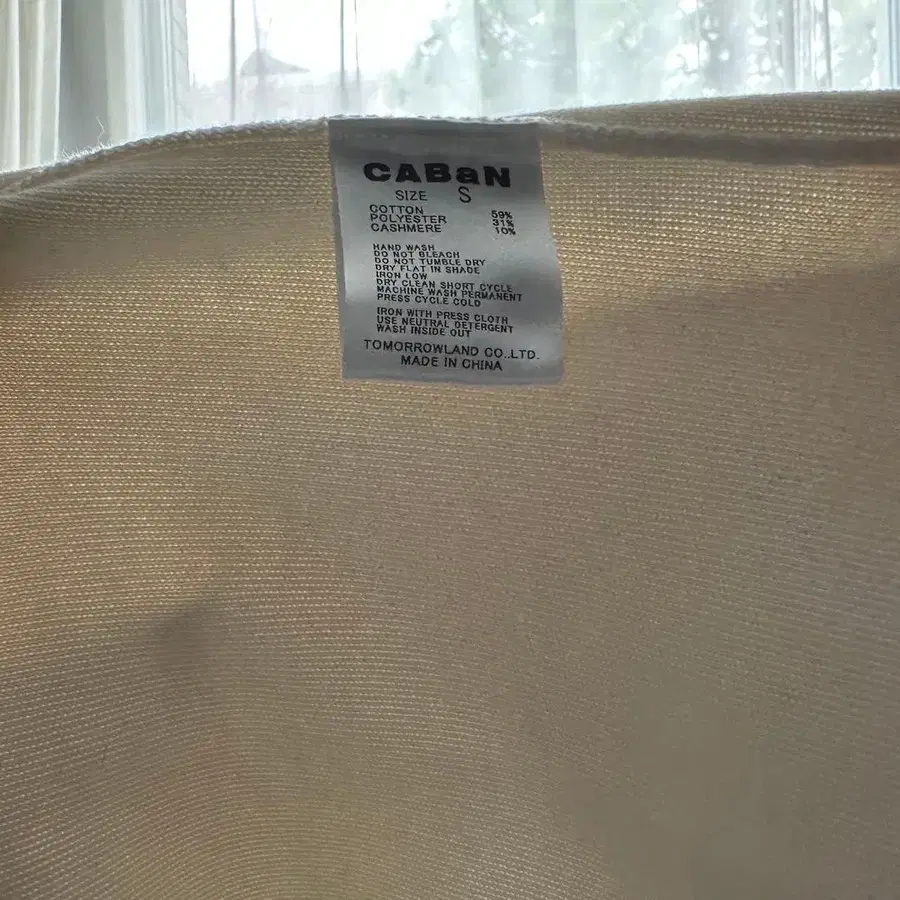 CABaN
SIZE S
COTTON 59%
POLYESTER 31%
CASHMERE 10%
HAND WASH
DO NOT BLEACH
DO NOT TUMBLE DRY
DRY FLAT IN SHADE
IRON LOW
DRY CLEAN SHORT CYCLE
MACHINE WASH PERMANENT
PRESS CYCLE COLD
IRON WITH PRESS CLOTH
USE NEUTRAL DETERGENT
WASH INSIDE OUT
TOMORROWLAND CO.,LTD.
MADE IN CHINA